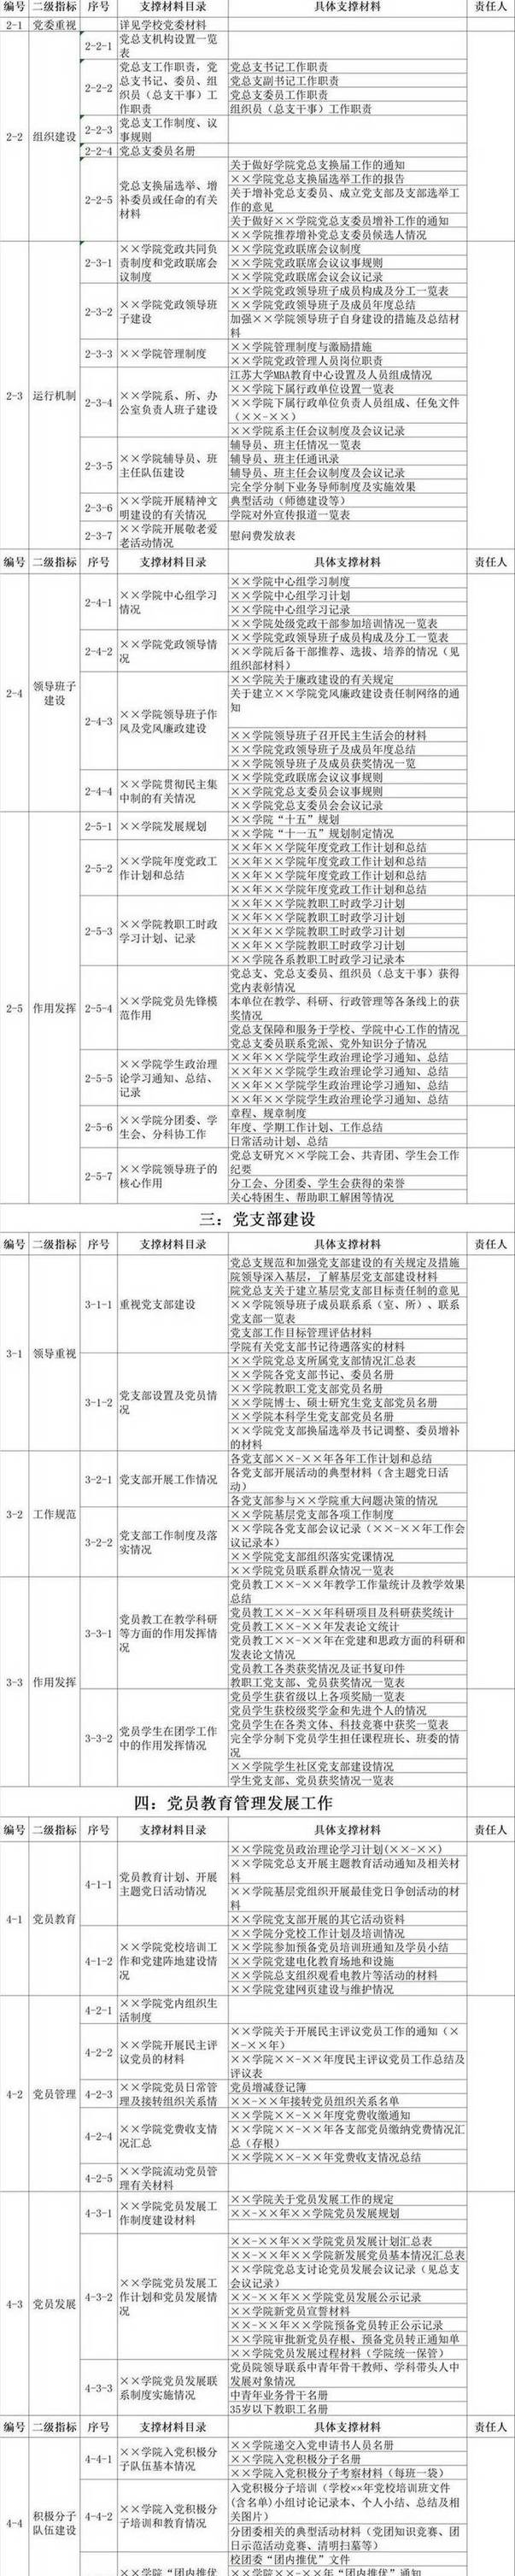 编号 二级指标 序号 支撑材料目录 具体支撑材料 责任人
2-1 党委重视 详见学校党委材料
2-2 组织建设
2-2-1 党总支机构设置一览
表
2-2-2 党总支工作职责，党
总支书记、委员、组
织员（总支干事）工
作职责
党总支书记工作职责
党总支副书记工作职责
党总支委员工作职责
组织员（总支干事）工作职责
2-2-3 党总支工作制度、议
事规则
2-2-4 党总支委员名册
2-2-5 党总支换届选举、增
补委员或任命的有关
材料
关于做好学院党总支换届工作的通知
××学院党总支换届选举工作的报告
关于增补党总支委员、成立党支部及支部选举工
作的意见
关于做好××学院党总支委员增补工作的通知
××学院推荐增补党总支委员候选人情况
2-3 运行机制
2-3-1 ××学院党政共同负
责制度和党政联席会
议制度
××学院党政联席会议制度
××学院党政联席会议议事规则
××学院党政联席会议会议记录
2-3-2 ××学院党政领导班
子建设
××学院党政领导班子成员构成及分工一览表
××学院党政领导班子及成员年度总结
加强××学院领导班子自身建设的措施及总结材
料
2-3-3 ××学院管理制度
××学院管理制度与激励措施
××学院党政管理人员岗位职责
2-3-4 ××学院系、所、办
公室负责人班子建设
江苏大学MBA教育中心设置及人员组成情况
××学院下属行政单位设置一览表
××学院下属行政单位负责人员组成、任免文件
（××-××）
××学院系主任会议制度及会议记录
2-3-5 ××学院辅导员、班
主任队伍建设
辅导员、班主任情况一览表
辅导员、班主任通讯录
辅导员、班主任会议制度及会议记录
完全学分制下业务导师制度及实施效果
2-3-6 ××学院开展精神文
明建设的有关情况
典型活动（师德建设等）
学院对外宣传报道一览表
2-3-7 ××学院开展敬老爱
老活动情况
慰问费发放表
编号 二级指标 序号 支撑材料目录 具体支撑材料 责任人
2-4 领导班子
建设
2-4-1 ××学院中心组学习
情况
××学院中心组学习制度
××学院中心组学习计划
××学院中心组学习记录
××学院处级党政干部参加培训情况一览表
2-4-2 ××学院党政领导情
况
××学院党政领导班子成员构成及分工一览表
××学院后备干部推荐、选拔、培养的情况（见
组织部材料）
2-4-3 ××学院领导班子作
风及党风廉政建设
××学院关于廉政建设的有关规定
关于建立××学院党风廉政建设责任制网络的通
知
××学院领导班子召开民主生活会的材料
××学院党政领导班子及成员年度总结
××学院领导班子及成员获奖情况一览
2-4-4 ××学院贯彻民主集
中制的有关情况
××学院党政联席会议议事规则
××学院党总支委员会议事规则
××学院党总支委员会会议记录
2-5 作用发挥
2-5-1 ××学院发展规划
××学院“十五”规划
××学院“十一五”规划制定情况
2-5-2 ××学院年度党政工
作计划和总结
××年××学院年度党政工作计划和总结
××年××学院年度党政工作计划和总结
××年××学院年度党政工作计划和总结
××年××学院年度党政工作计划和总结
2-5-3 ××学院教职工时政
学习计划、记录
××年××学院教职工时政学习计划
××年××学院教职工时政学习计划
××年××学院教职工时政学习计划
××年××学院教职工时政学习计划
××学院各系教职工时政学习记录本
2-5-4 ××学院党员先锋模
范作用
党总支、党总支委员、组织员（总支干事）获得
党内表彰情况
本单位在教学、科研、行政管理等各条线上的获
奖情况
党总支保障和服务于学校、学院中心工作的情况
党总支委员联系党派、党外知识分子情况
2-5-5 ××学院学生政治理
论学习通知、总结、
记录
××年××学院学生政治理论学习通知、总结
××年××学院学生政治理论学习通知、总结
××年××学院学生政治理论学习通知、总结
××年××学院学生政治理论学习通知、总结
2-5-6 ××学院分团委、学
生会、分科协工作
章程、规章制度
年度、学期工作计划、工作总结
日常活动计划、总结
2-5-7 ××学院领导班子的
核心作用
党总支研究××学院工会、共青团、学生会工作
纪要
分工会、分团委、学生会获得的荣誉
关心特困生、帮助职工解困等情况
三：党支部建设
编号 二级指标 序号 支撑材料目录 具体支撑材料 责任人
3-1 领导重视
3-1-1 重视党支部建设
党总支规范和加强党支部建设的有关规定及措施
院领导深入基层，了解基层党支部建设材料
院党总支关于建立基层党支部目标责任制的意见
××学院领导班子成员联系系（室、所）、联系
党支部一览表
党支部工作目标管理评估材料
学院有关党支部书记待遇落实的材料
3-1-2 党支部设置及党员情
况
××学院党总支所属党支部情况汇总表
××学院各党支部书记、委员名册
××学院教职工党支部党员名册
××学院博士、硕士研究生党支部党员名册
××学院本科学生党支部党员名册
××学院党支部换届选举及书记调整、委员增补
的材料
3-2 工作规范
3-2-1 党支部开展工作情况
各党支部××-××年各年工作计划和总结
各党支部开展活动的典型材料（含主题党日活
动）
各党支部参与××学院重大问题决策的情况
3-2-2 党支部工作制度及落
实情况
××学院基层党支部各项工作制度
××学院各党支部会议记录（××-××年工作会
议记录本）
××学院党支部组织落实党课情况
××学院党员联系群众情况一览表
3-3 作用发挥
3-3-1 党员教工在教学科研
等方面的作用发挥情
况
党员教工××-××年教学工作量统计及教学效果
总结
党员教工××-××年科研项目及科研获奖统计
党员教工××-××年发表论文统计
党员教工××-××年在党建和思政方面的科研和
发表论文情况
党员教工各类获奖情况及证书复印件
教职工党支部、党员获奖情况一览表
3-3-2 党员学生在团学工作
中的作用发挥情况
党员学生获省级以上各项奖励一览表
党员学生获校级奖学金和先进个人的情况
党员学生在各类文体、科技竞赛中获奖一览表
完全学分制下党员学生担任课程班长、班委的情
况
××学院学生社区党支部建设情况
学生党支部、党员获奖情况一览表
四：党员教育管理发展工作
编号 二级指标 序号 支撑材料目录 具体支撑材料 责任人
4-1 党员教育
4-1-1 党员教育计划、开展
主题党日活动情况
××学院党员政治理论学习计划(××-××)
××学院党总支开展主题教育活动通知及相关材
料
××学院基层党组织开展最佳党日争创活动的材
料
××学院党支部开展的其它活动资料
4-1-2 ××学院党校培训工
作和党建阵地建设情
况
××学院分党校工作计划及培训情况
××学院参加预备党员培训班通知及学员小结
××学院党建电化教育场地和设施
××学院总支组织观看电教片等活动的材料
××学院党建网页建设与维护情况
4-2 党员管理
4-2-1 ××学院党内组织生
活制度
4-2-2 ××学院开展民主评
议党员的材料
××学院关于开展民主评议党员工作的通知（×
×-××年）
××学院××-××年度民主评议党员工作总结及
评议表
4-2-3 ××学院党员日常管
理及接转组织关系情
党员增减登记簿
××-××年接转党员组织关系名单
4-2-4 ××学院党费收支情
况汇总
××学院××-××年度党费收缴通知
××学院××-××年各支部党员缴纳党费情况汇
总（存根）
××学院××-××年党费收支情况总结
4-2-5 ××学院流动党员管
理有关材料
4-3 党员发展
4-3-1 ××学院党员发展工
作制度建设材料
××学院关于党员发展工作的规定
××-××年××学院党员发展规划
4-3-2 ××学院党员发展工
作计划和党员发展情
况
××-××年××学院党员发展计划汇总表
××-××年××学院新发展党员基本情况汇总表
××学院党总支讨论党员发展会议记录（见总支
会议记录）
××-××年××学院党员发展公示记录
××学院新党员宣誓材料
××-××年××学院预备党员转正公示记录
××学院审批新党员存根、预备党员转正通知单
××学院党员发展过程材料（学院统一保管）
4-3-3 ××学院党员发展联
系制度实施情况
党员院领导联系中青年骨干教师、学科带头人中
发展对象情况
中青年业务骨干名册
35岁以下教职工名册
编号 二级指标 序号 支撑材料目录 具体支撑材料 责任人
4-4 积极分子
队伍建设
4-4-1 ××学院入党积极分
子队伍基本情况
××学院递交入党申请书人员名册
××学院入党积极分子名册
××学院入党积极分子考察材料（每班一袋）
4-4-2 ××学院入党积极分
子培训和教育情况
入党积极分子培训（学校××年党校培训班文件
(含名单)小组讨论记录本、个人小结、总结及相
关图片）
分团委相关的典型活动材料（党团知识竞赛、团
日示范活动竞赛、清明扫墓等）
××学院“团内推优
校团委“团内推优”文件
××学院××-××年“团内推优”通知